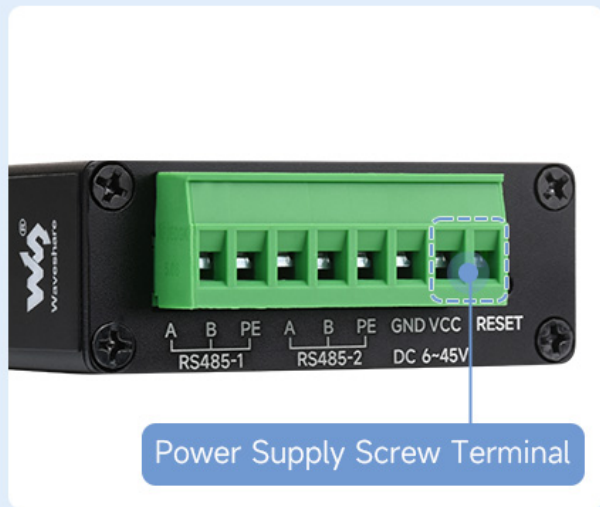 ®
Waveshare
A B PE A B PE GND VCC RESET
RS485-1 RS485-2 DC 6~45V
Power Supply Screw Terminal